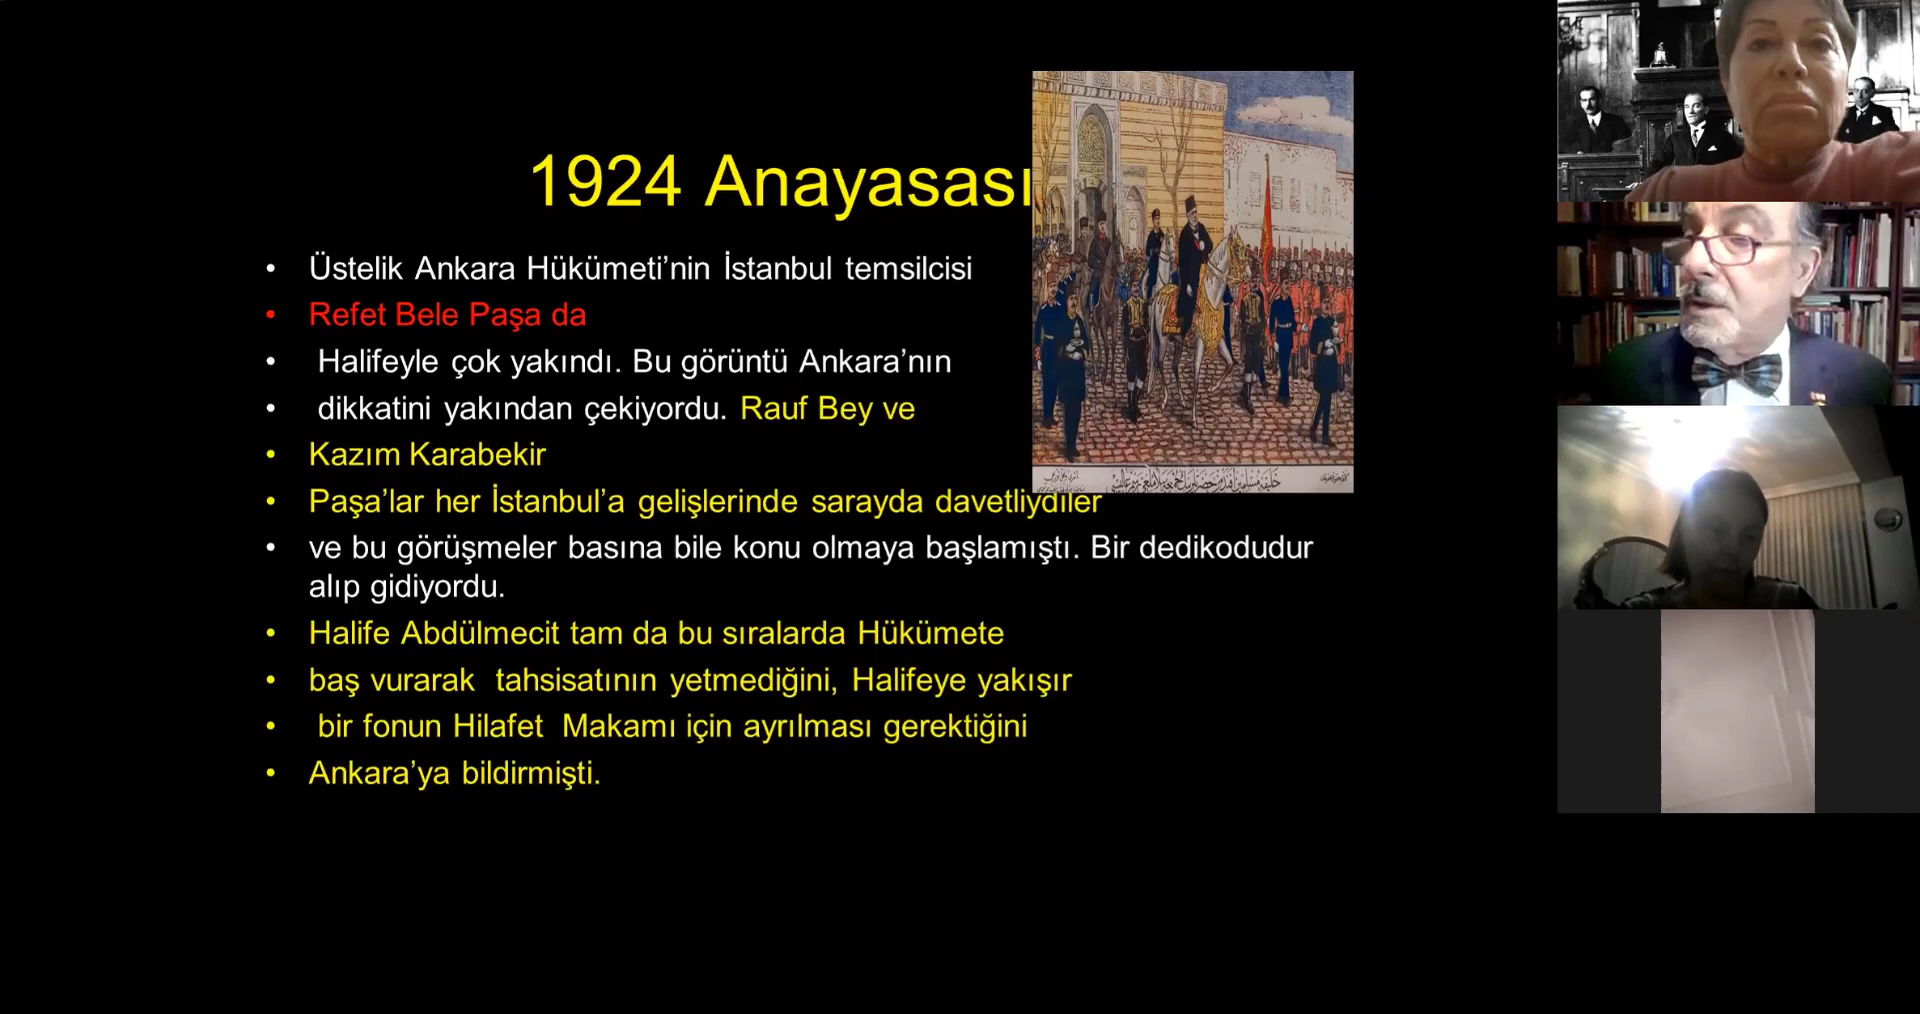 1924 Anayasası
• Üstelik Ankara Hükümeti’nin İstanbul temsilcisi
• Refet Bele Paşa da
• Halifeyle çok yakındı. Bu görüntü Ankara’nın
• dikkatini yakından çekiyordu. Rauf Bey ve
• Kazım Karabekir
• Paşa’lar her İstanbul’a gelişlerinde sarayda davetliydiler
• ve bu görüşmeler basına bile konu olmaya başlamıştı. Bir dedikodudur
alıp gidiyordu.
• Halife Abdülmecit tam da bu sıralarda Hükümete
• baş vurarak  tahsisatının yetmediğini, Halifeye yakışır
• bir fonun Hilafet  Makamı için ayrılması gerektiğini
• Ankara’ya bildirmişti.